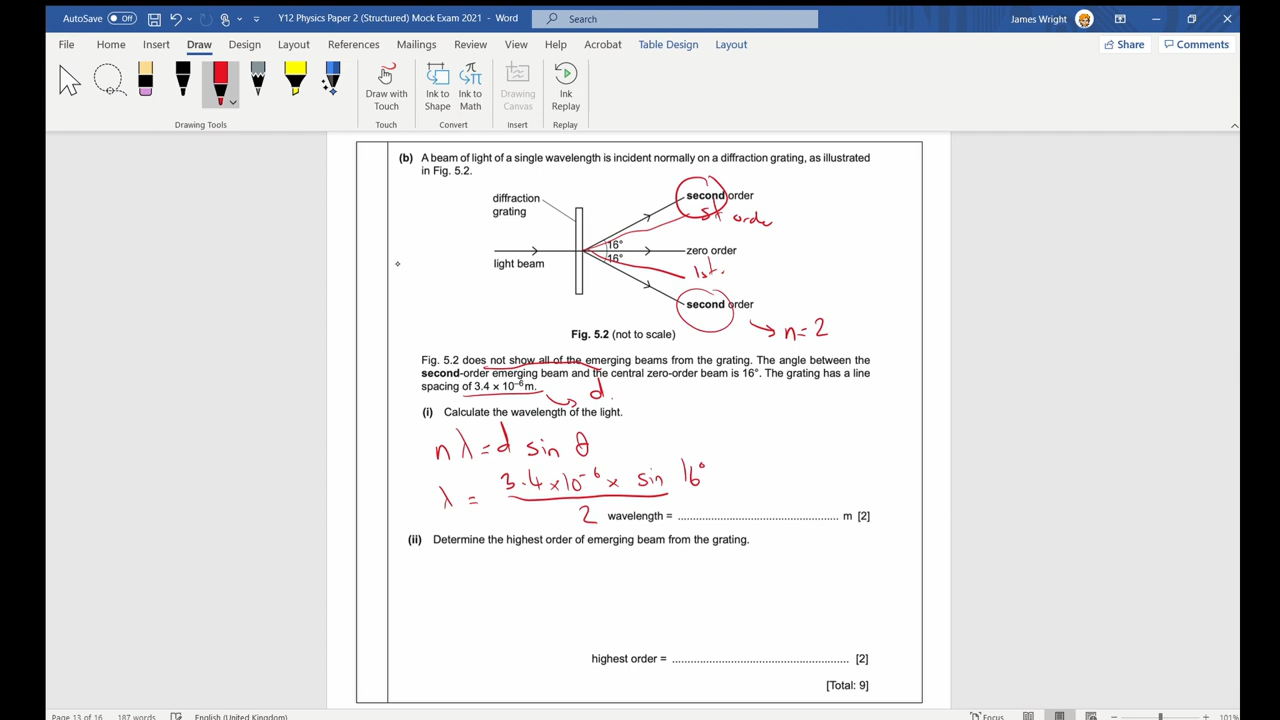 AutoSave Off Y12 Physics Paper 2 (Structured) Mock Exam 2021 - Word Search James Wright
File Home Insert Draw Design Layout References Mailings Review View Help Acrobat Table Design Layout Share Comments
Draw with Touch
Ink to Shape
Ink to Math
Drawing Canvas
Ink Replay
Drawing Tools Touch Convert Insert Replay
(b) A beam of light of a single wavelength is incident normally on a diffraction grating, as illustrated
in Fig. 5.2.
diffraction
grating
second order
st order
16°
zero order
16°
light beam
1st.
second order
n=2
Fig. 5.2 (not to scale)
Fig. 5.2 does not show all of the emerging beams from the grating. The angle between the
second-order emerging beam and the central zero-order beam is 16°. The grating has a line
spacing of 3.4 × 10⁻⁶ m.
d.
(i) Calculate the wavelength of the light.
nλ = d sin θ
λ = 3.4×10⁻⁶ × sin 16°
2
wavelength = ...................................................... m [2]
(ii) Determine the highest order of emerging beam from the grating.
highest order = ........................................................... [2]
[Total: 9]
Page 13 of 16 187 words English (United Kingdom) Focus 101%